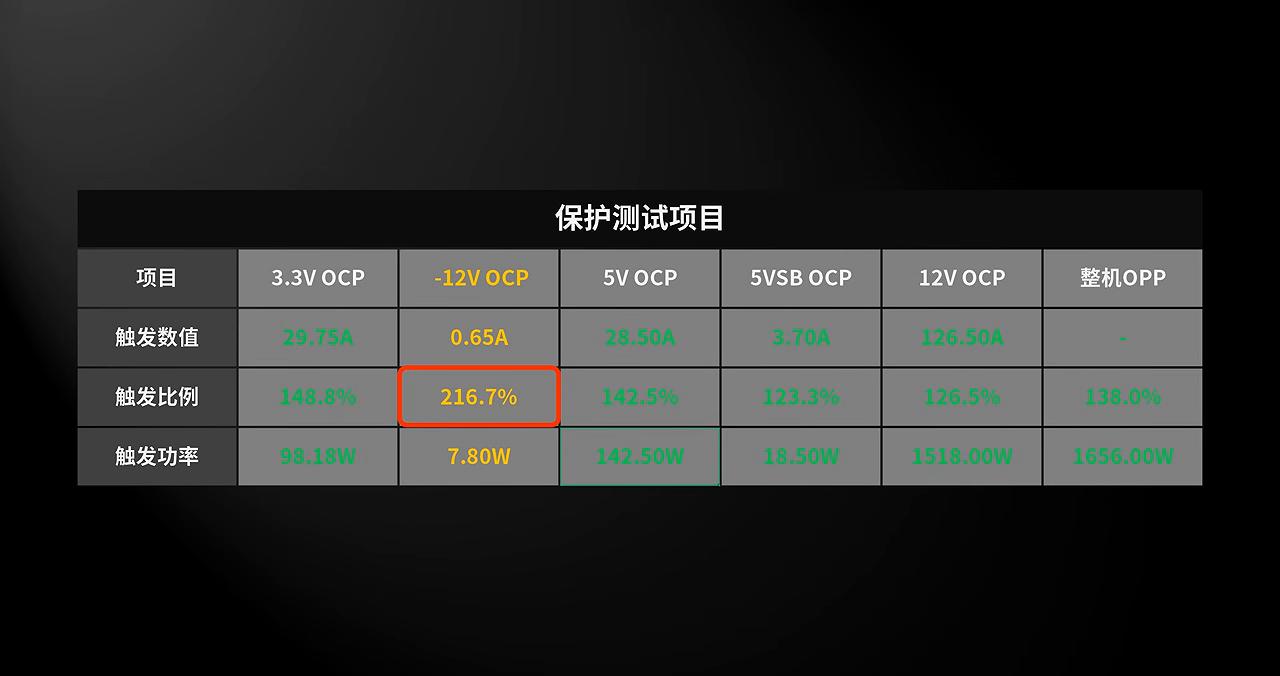 保护测试项目
项目 3.3V OCP -12V OCP 5V OCP 5VSB OCP 12V OCP 整机OPP
触发数值 29.75A 0.65A 28.50A 3.70A 126.50A -
触发比例 148.8% 216.7% 142.5% 123.3% 126.5% 138.0%
触发功率 98.18W 7.80W 142.50W 18.50W 1518.00W 1656.00W